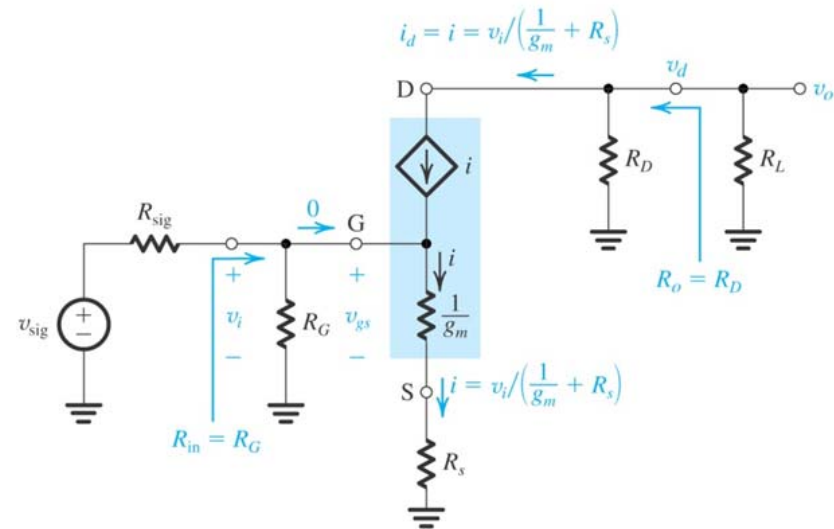 i_d = i = v_i/(1/g_m + R_s)
v_d
D
v_o
i
R_D
R_L
R_sig
0
G
i
R_o = R_D
+
+
+
−
v_sig
v_i
R_G
v_gs
1/g_m
−
−
S
i = v_i/(1/g_m + R_s)
R_in = R_G
R_s